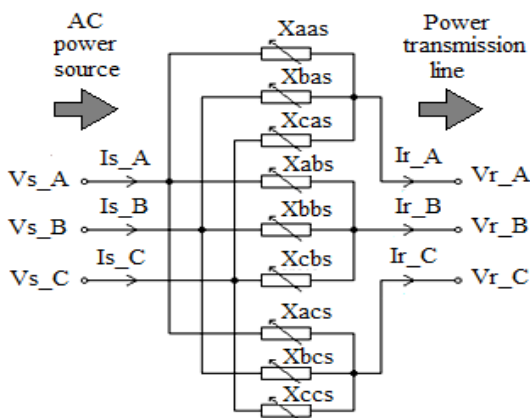 AC
power
source
Xaas
Xbas
Xcas
Xabs
Xbbs
Xcbs
Xacs
Xbcs
Xccs
Power
transmission
line
Is_A
Vs_A
Is_B
Vs_B
Is_C
Vs_C
Ir_A
Vr_A
Ir_B
Vr_B
Ir_C
Vr_C